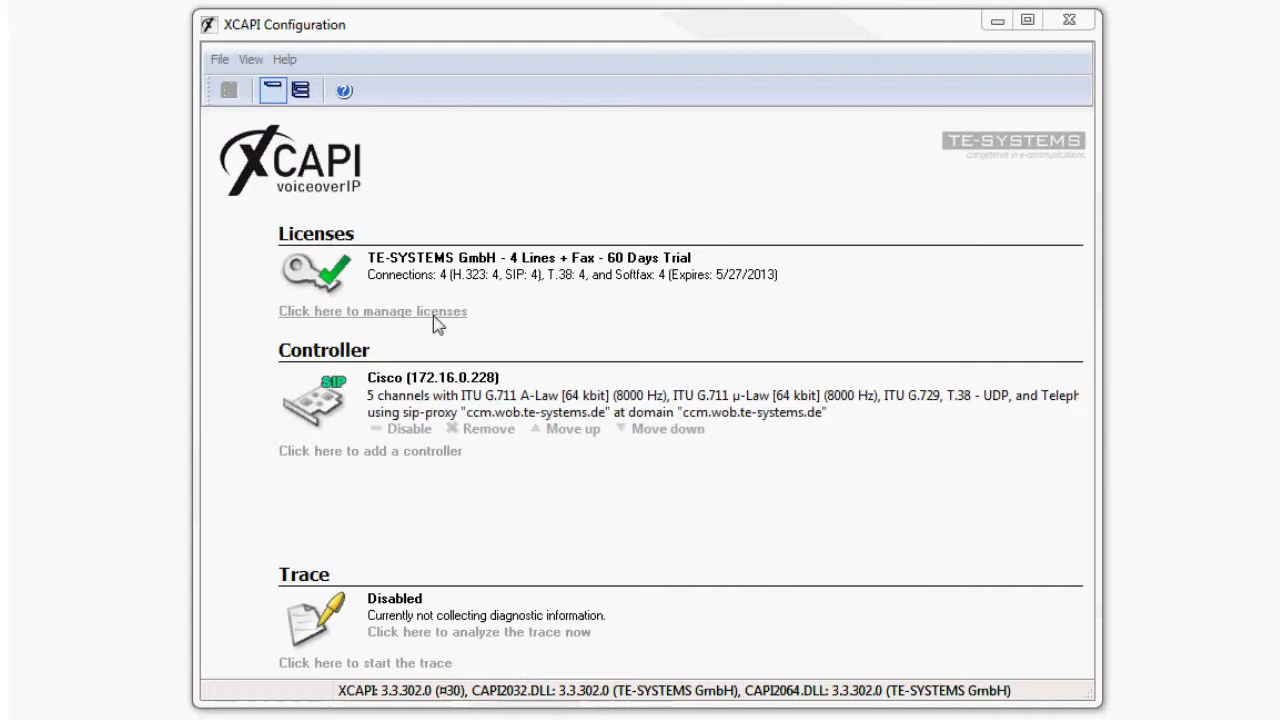 XCAPI Configuration
File View Help
XCAPI
voiceoverIP
TE-SYSTEMS
competence in e-communications.
Licenses
TE-SYSTEMS GmbH - 4 Lines + Fax - 60 Days Trial
Connections: 4 (H.323: 4, SIP: 4), T.38: 4, and Softfax: 4 (Expires: 5/27/2013)
Click here to manage licenses
Controller
SIP
Cisco (172.16.0.228)
5 channels with ITU G.711 A-Law [64 kbit] (8000 Hz), ITU G.711 µ-Law [64 kbit] (8000 Hz), ITU G.729, T.38 - UDP, and Teleph
using sip-proxy "ccm.wob.te-systems.de" at domain "ccm.wob.te-systems.de"
Disable Remove Move up Move down
Click here to add a controller
Trace
Disabled
Currently not collecting diagnostic information.
Click here to analyze the trace now
Click here to start the trace
XCAPI: 3.3.302.0 (¤30), CAPI2032.DLL: 3.3.302.0 (TE-SYSTEMS GmbH), CAPI2064.DLL: 3.3.302.0 (TE-SYSTEMS GmbH)